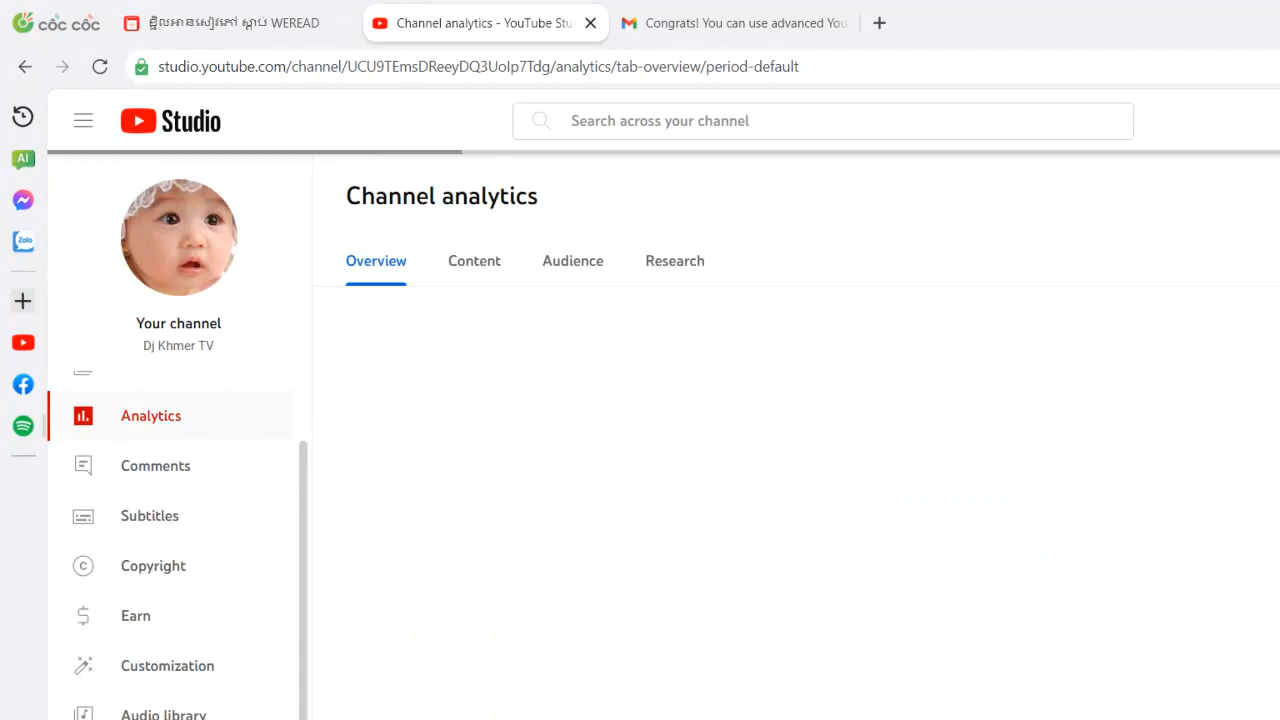 cốc cốc
ផ្ទិលអានសៀវភៅ ស្តាប់ WEREAD
Channel analytics - YouTube Stu
Congrats! You can use advanced You
studio.youtube.com/channel/UCU9TEmsDReeyDQ3UoIp7Tdg/analytics/tab-overview/period-default
Studio
Search across your channel
AI
Zalo
Channel analytics
Overview
Content
Audience
Research
Your channel
Dj Khmer TV
Analytics
Comments
Subtitles
Copyright
Earn
Customization
Audio library